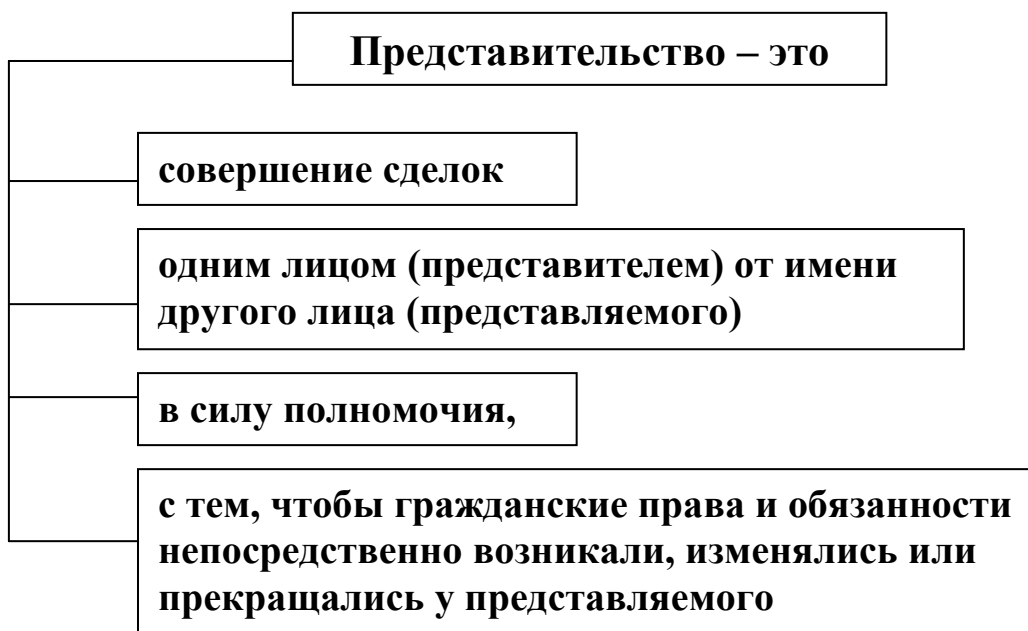 Представительство – это
совершение сделок
одним лицом (представителем) от имени
другого лица (представляемого)
в силу полномочия,
с тем, чтобы гражданские права и обязанности
непосредственно возникали, изменялись или
прекращались у представляемого